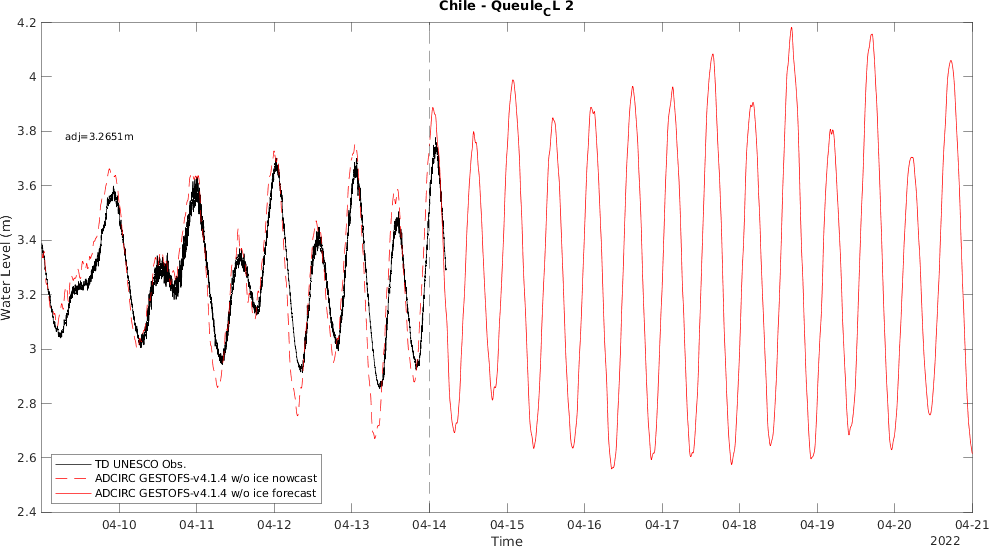 Chile - Queule_CL 2
4.2
4
3.8
3.6
3.4
3.2
3
2.8
2.6
2.4
Water Level (m)
adj=3.2651m
TD UNESCO Obs.
ADCIRC GESTOFS-v4.1.4 w/o ice nowcast
ADCIRC GESTOFS-v4.1.4 w/o ice forecast
04-10 04-11 04-12 04-13 04-14 04-15 04-16 04-17 04-18 04-19 04-20 04-21
Time
2022